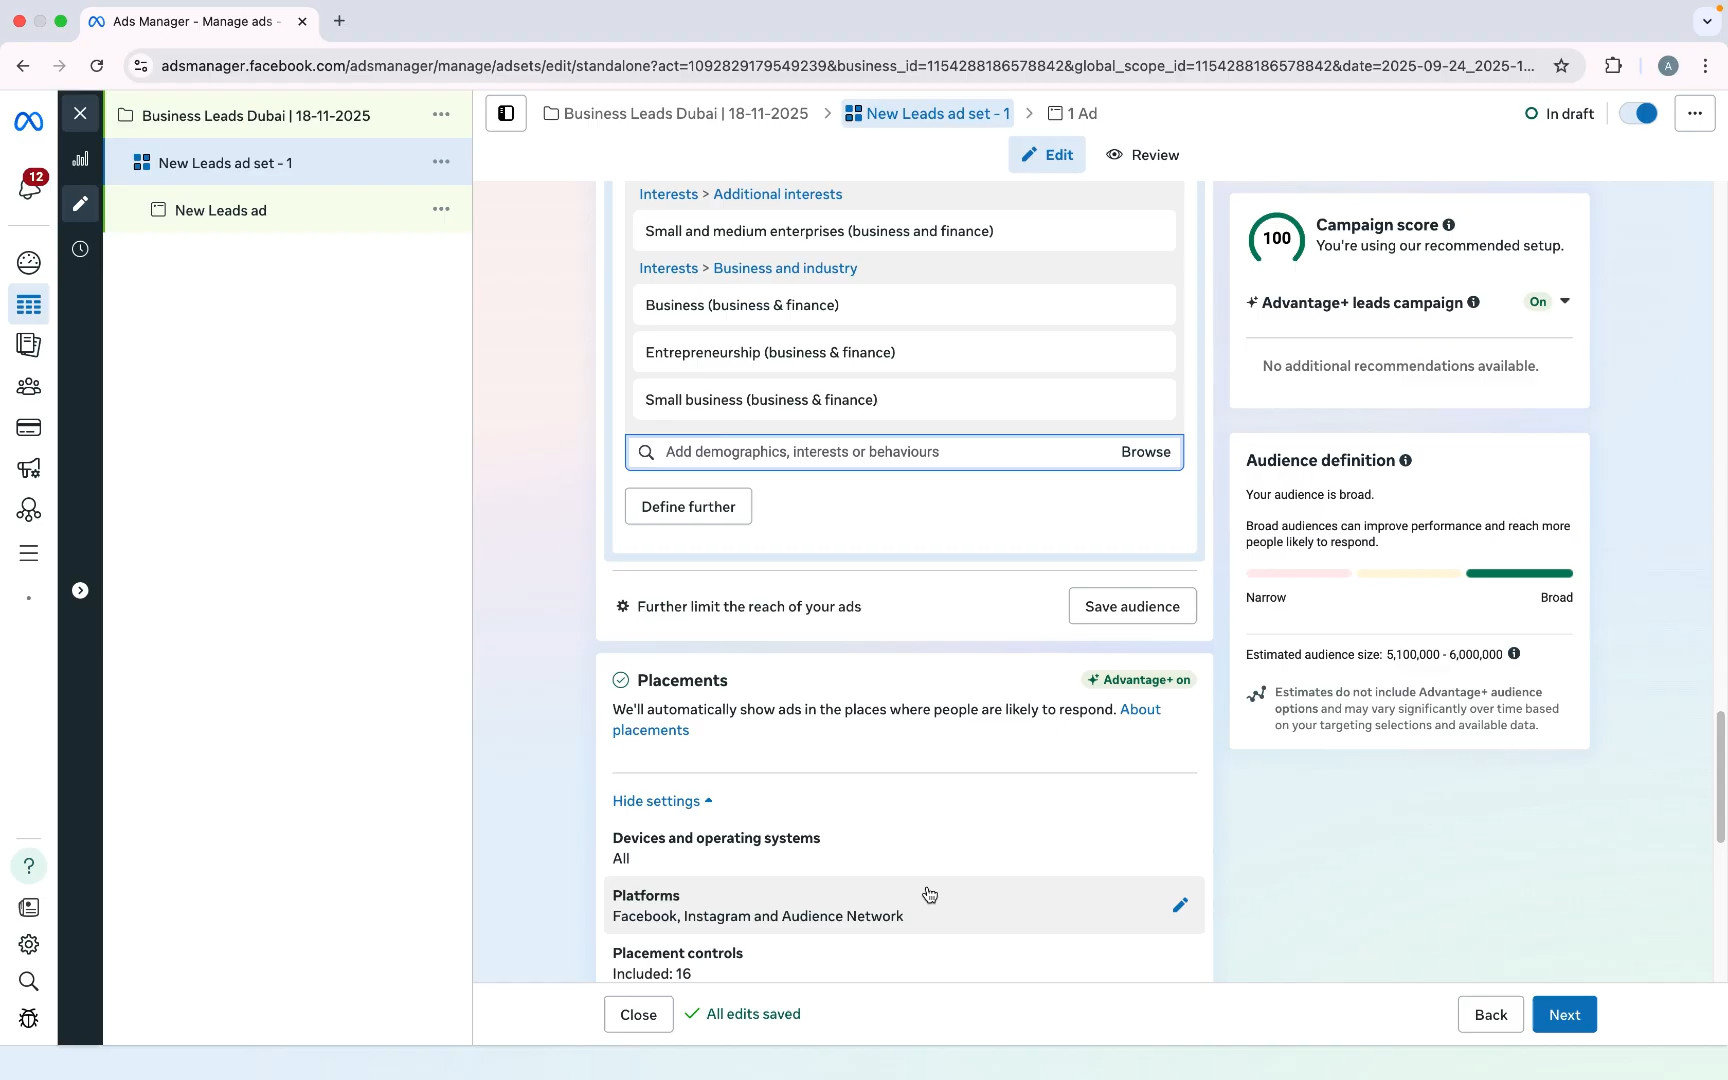 Ads Manager - Manage ads -
adsmanager.facebook.com/adsmanager/manage/adsets/edit/standalone?act=1092829179549239&business_id=1154288186578842&global_scope_id=1154288186578842&date=2025-09-24_2025-1...
A
12
Business Leads Dubai | 18-11-2025
New Leads ad set - 1
New Leads ad
Business Leads Dubai | 18-11-2025 > New Leads ad set - 1 > 1 Ad
In draft
Edit
Review
Interests > Additional interests
Small and medium enterprises (business and finance)
Interests > Business and industry
Business (business & finance)
Entrepreneurship (business & finance)
Small business (business & finance)
Add demographics, interests or behaviours
Browse
Define further
Further limit the reach of your ads
Save audience
Placements
Advantage+ on
We'll automatically show ads in the places where people are likely to respond. About
placements
Hide settings
Devices and operating systems
All
Platforms
Facebook, Instagram and Audience Network
Placement controls
Included: 16
100
Campaign score
You're using our recommended setup.
Advantage+ leads campaign
On
No additional recommendations available.
Audience definition
Your audience is broad.
Broad audiences can improve performance and reach more
people likely to respond.
Narrow
Broad
Estimated audience size: 5,100,000 - 6,000,000
Estimates do not include Advantage+ audience
options and may vary significantly over time based
on your targeting selections and available data.
Close
All edits saved
Back
Next